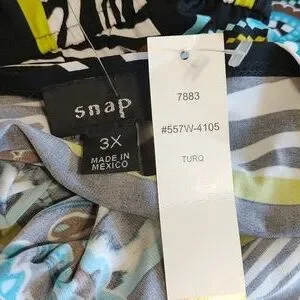 snap
3X
MADE IN
MEXICO
7883
#557W-4105
TURQ